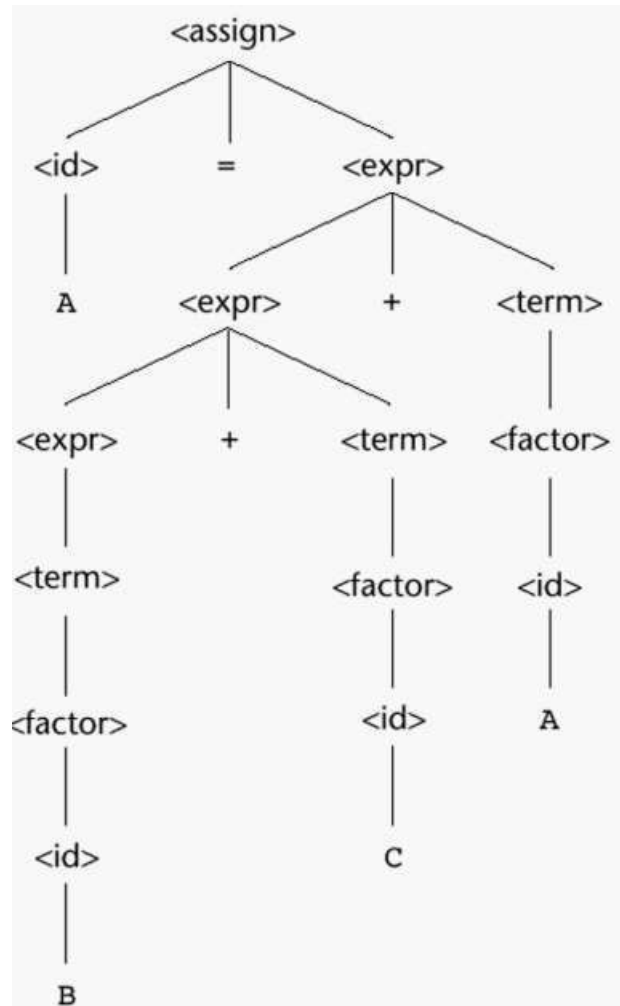 <assign>
<id> = <expr>
A <expr> + <term>
<expr> + <term> <factor>
<term> <factor> <id>
<factor> <id> A
<id> C
B